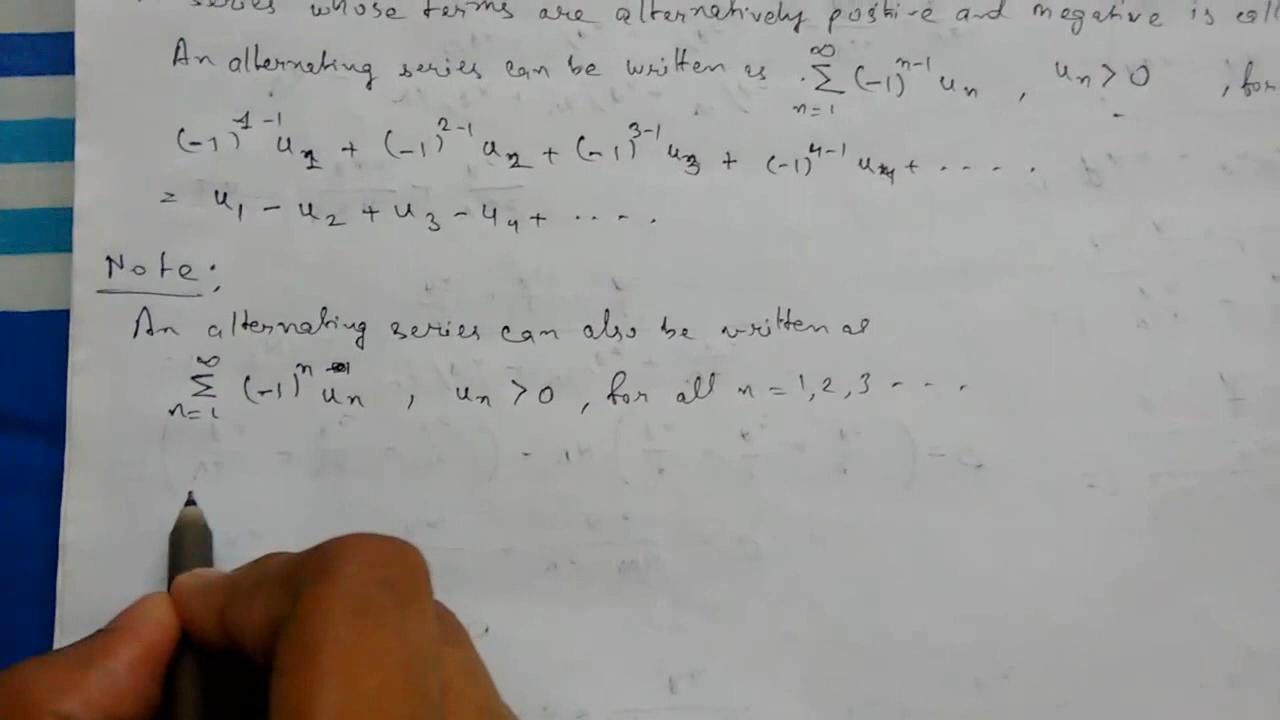 series whose terms are alternatively positive and negative is call
An alternating series can be written as ∑_{n=1}^{∞} (-1)^{n-1} u_n , u_n > 0 , for
(-1)^{1-1} u_1 + (-1)^{2-1} u_2 + (-1)^{3-1} u_3 + (-1)^{4-1} u_4 + .....
= u_1 - u_2 + u_3 - u_4 + .....
Note:
An alternating series can also be written as
∑_{n=1}^{∞} (-1)^n u_n , u_n > 0 , for all n = 1, 2, 3 ....